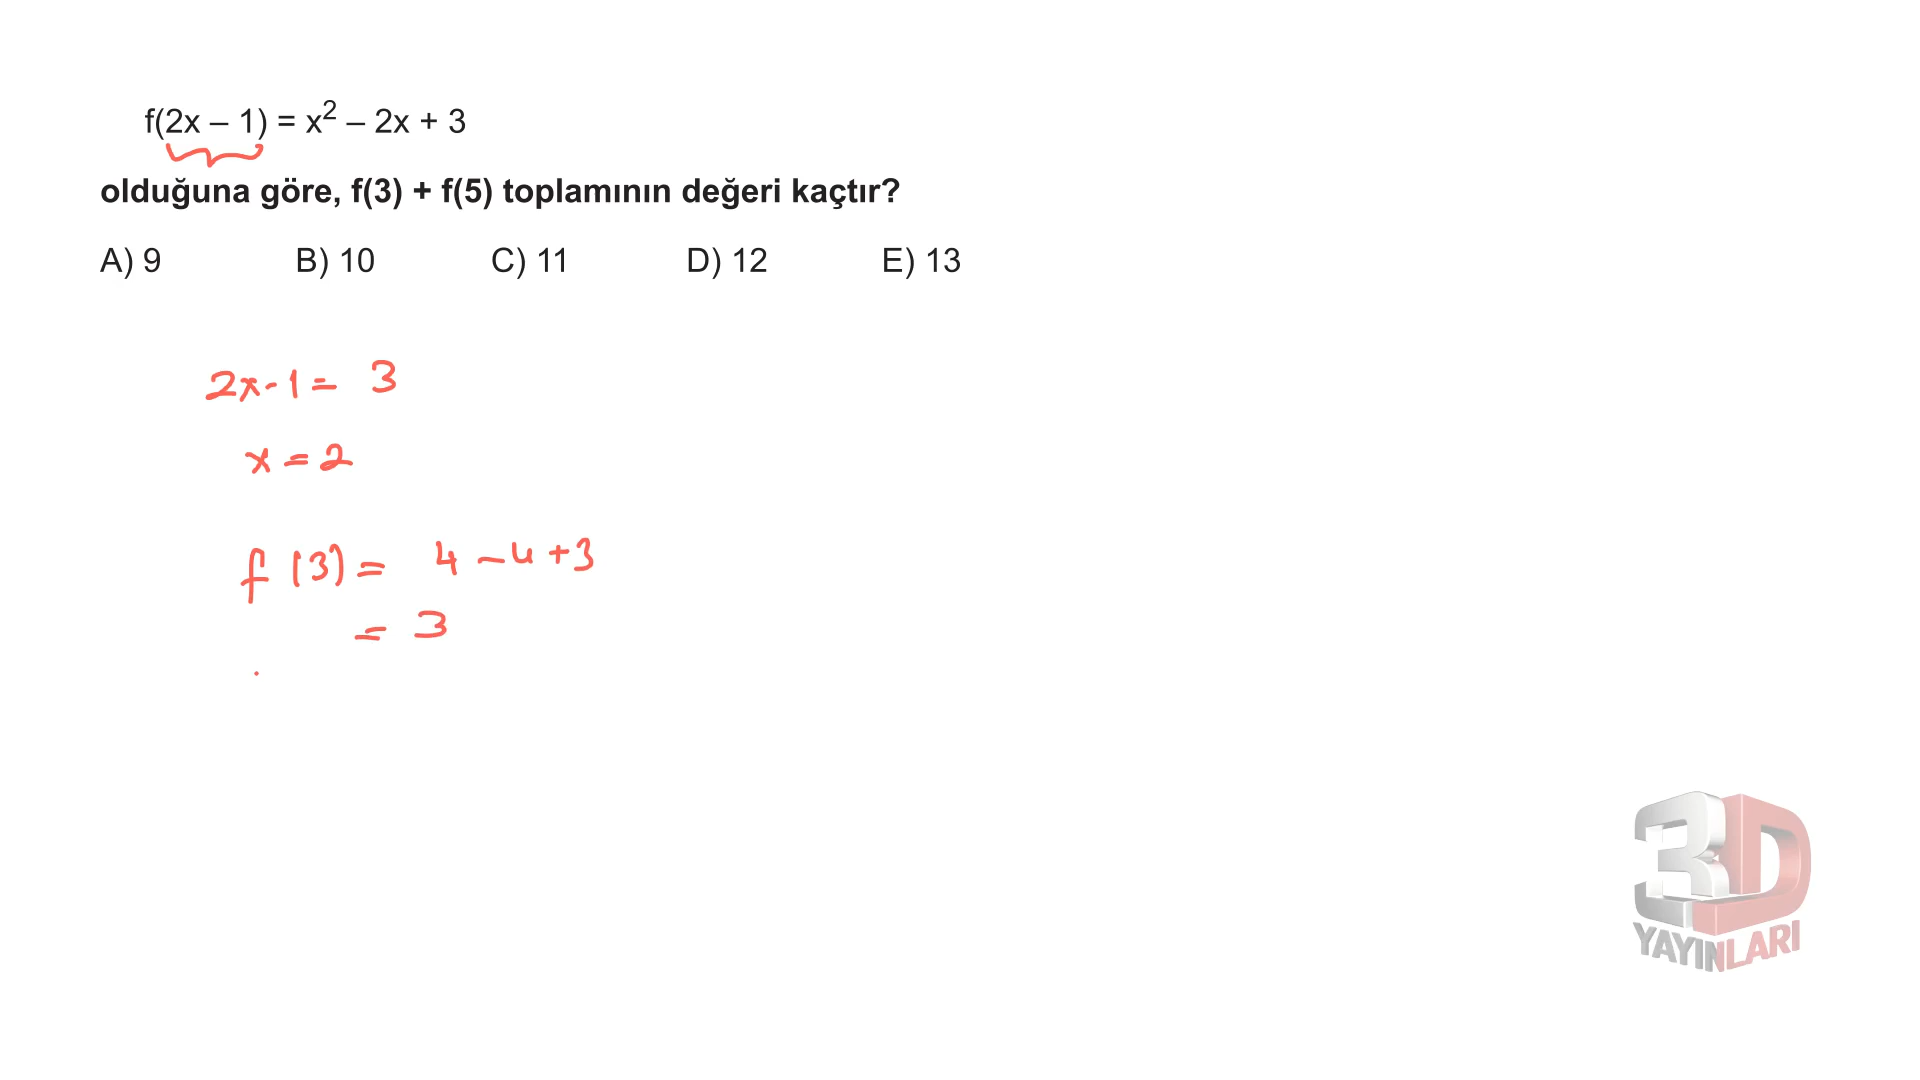 f(2x – 1) = x² – 2x + 3
olduğuna göre, f(3) + f(5) toplamının değeri kaçtır?
A) 9 B) 10 C) 11 D) 12 E) 13
2x-1= 3
x=2
f(3)= 4-4+3
= 3
3D
YAYINLARI